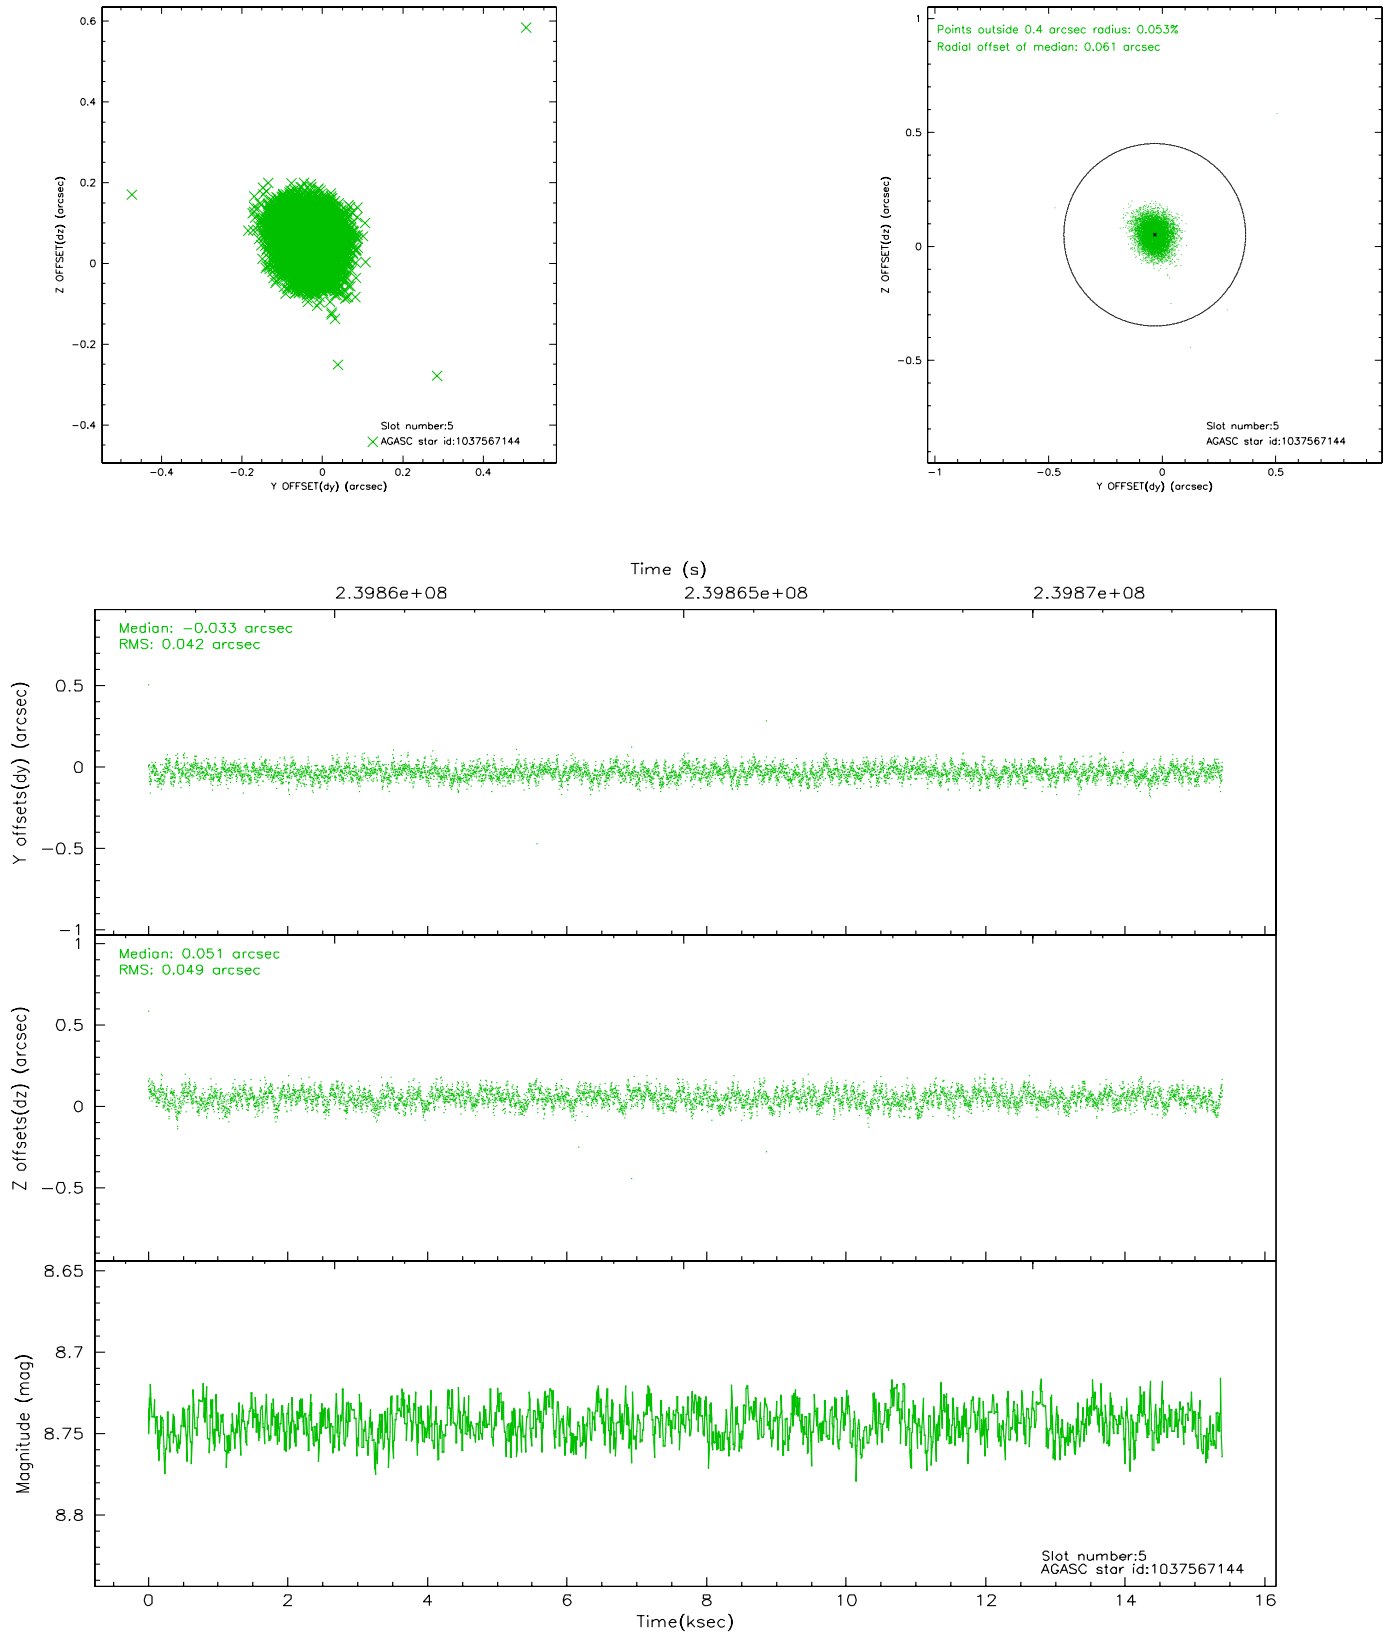 0.6
0.4
0.2
0
−0.2
−0.4
Z OFFSET(dz) (arcsec)
Slot number:5
AGASC star id:1037567144
−0.4
−0.2
0
0.2
0.4
Y OFFSET(dy) (arcsec)
Points outside 0.4 arcsec radius: 0.053%
Radial offset of median: 0.061 arcsec
1
0.5
0
−0.5
Z OFFSET(dz) (arcsec)
Slot number:5
AGASC star id:1037567144
−1
−0.5
0
0.5
Y OFFSET(dy) (arcsec)
Time (s)
2.3986e+08
2.39865e+08
2.3987e+08
Median: −0.033 arcsec
RMS: 0.042 arcsec
0.5
0
−0.5
−1
Y offsets(dy) (arcsec)
Median: 0.051 arcsec
RMS: 0.049 arcsec
1
0.5
0
−0.5
Z offsets(dz) (arcsec)
8.65
8.7
8.75
8.8
Magnitude (mag)
Slot number:5
AGASC star id:1037567144
0
2
4
6
8
10
12
14
16
Time(ksec)